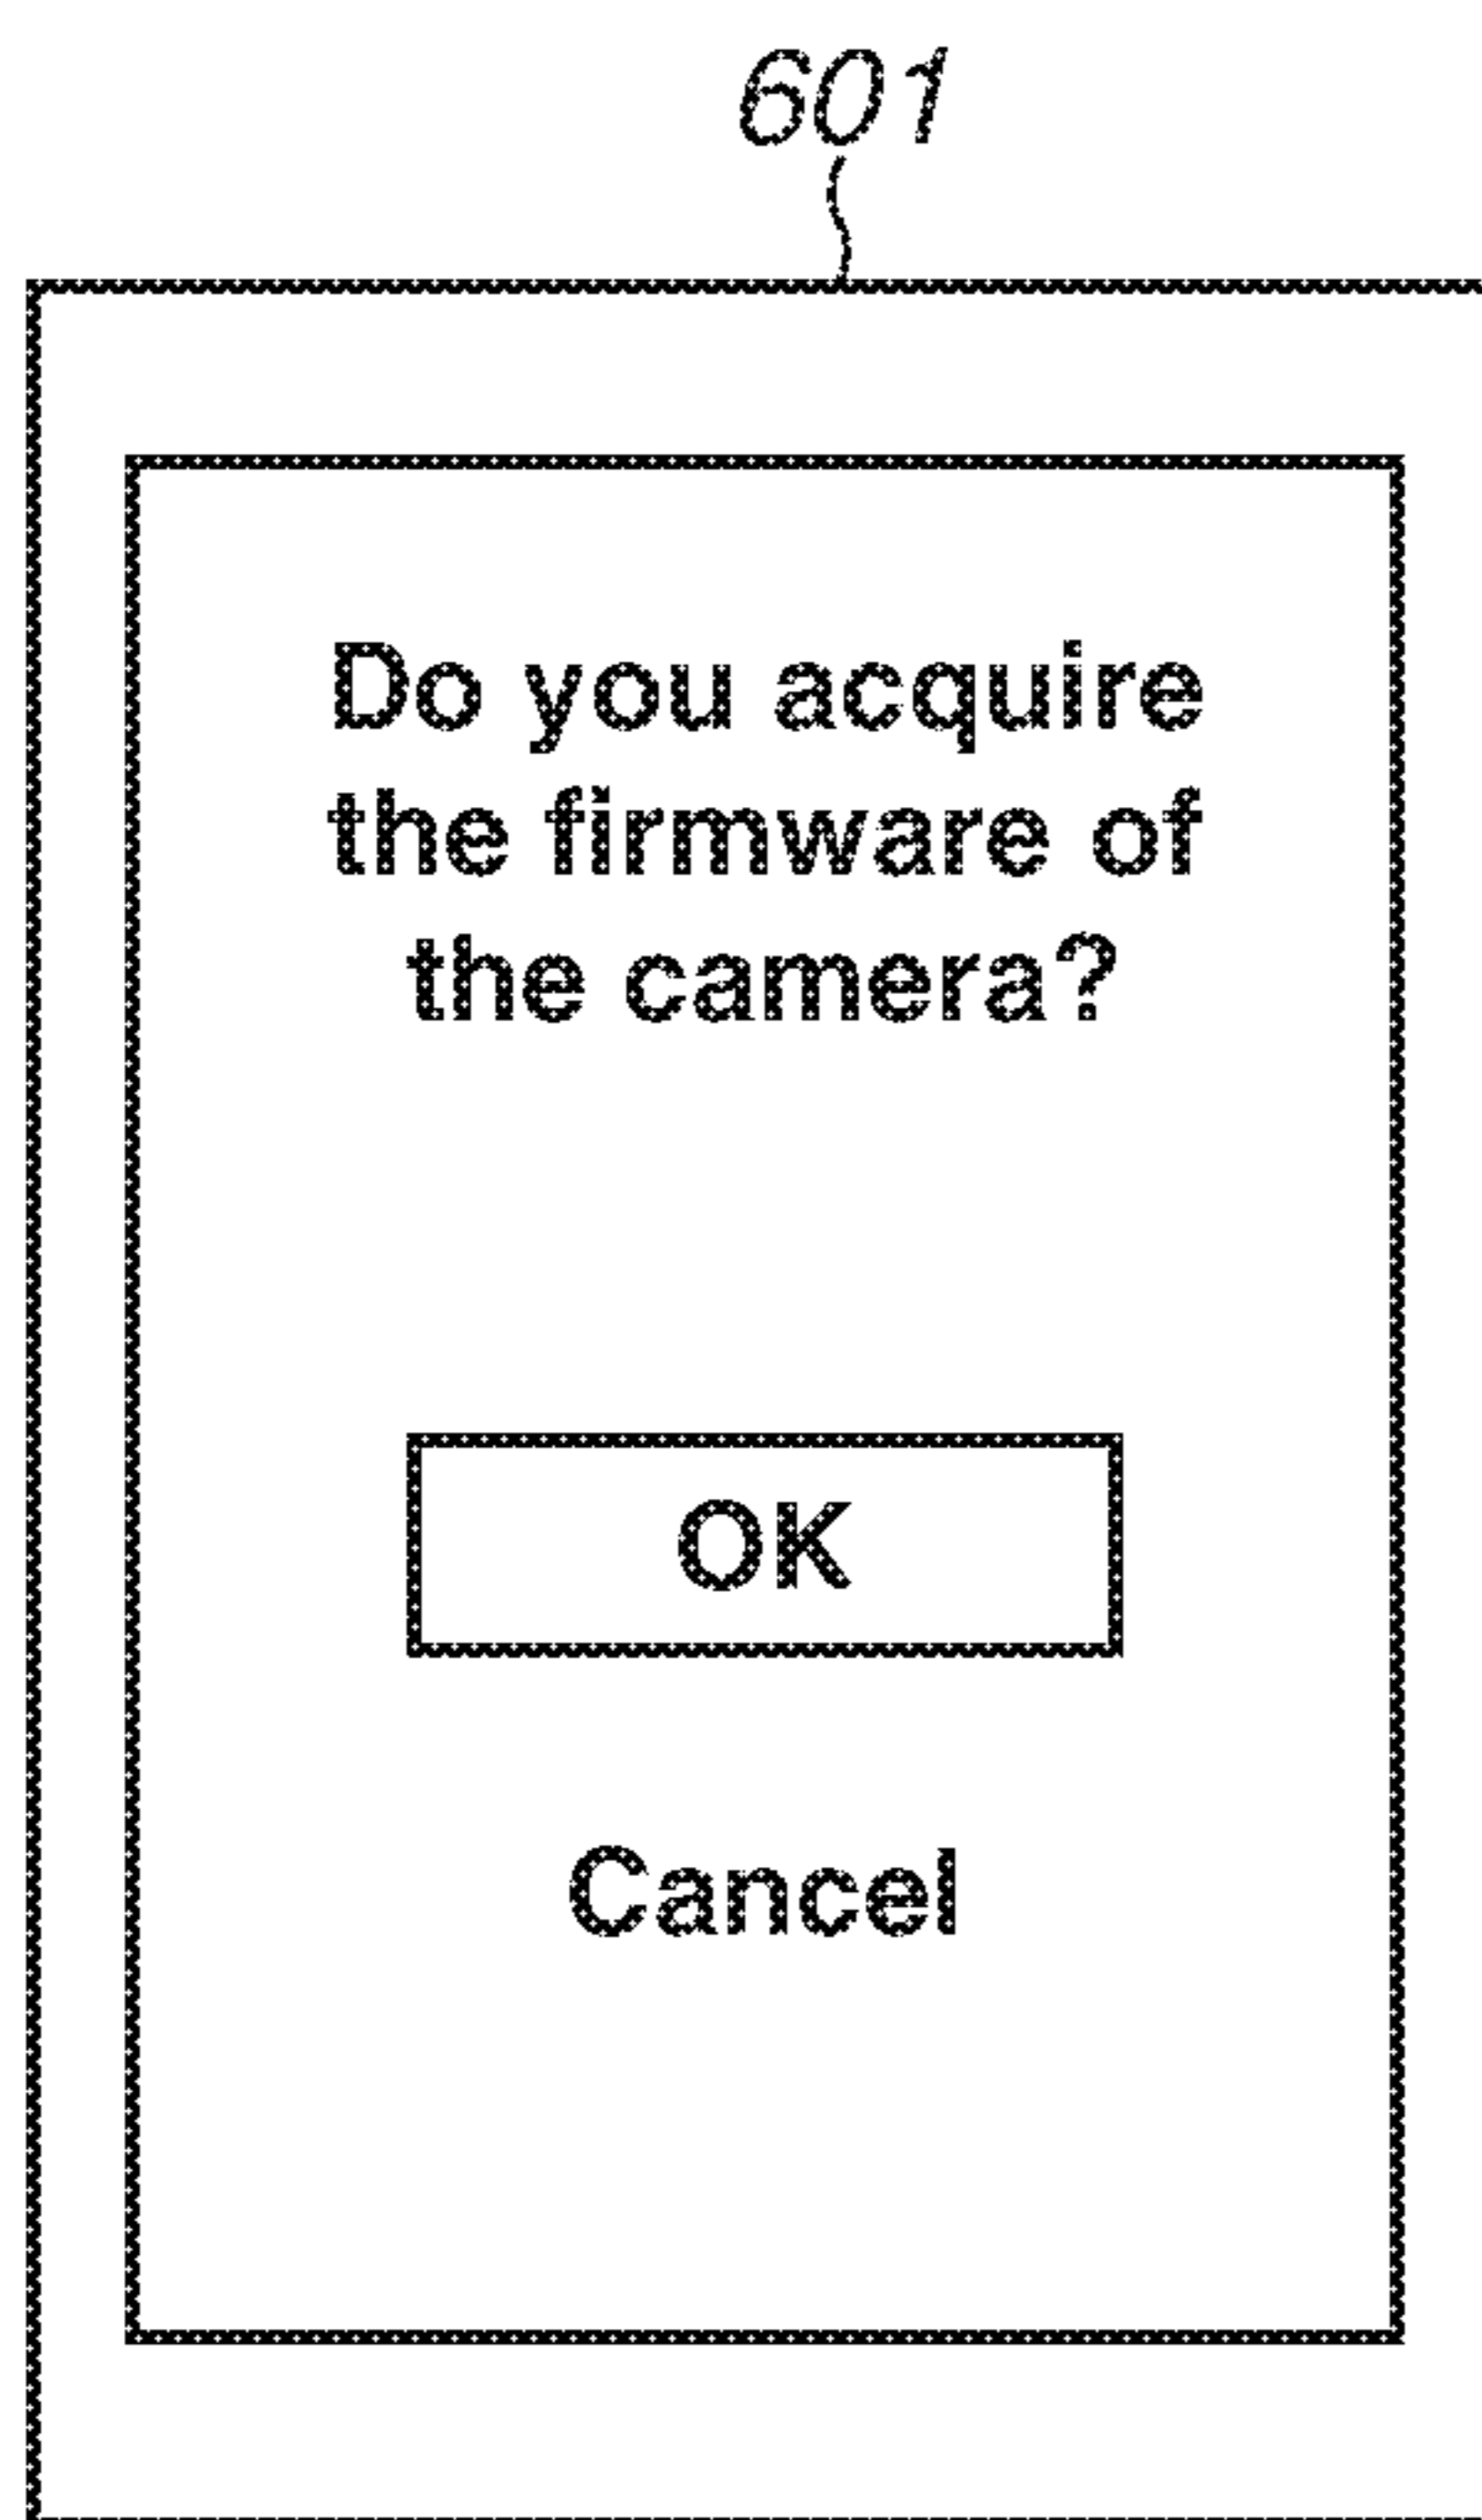 601
Do you acquire
the firmware of
the camera?
OK
Cancel